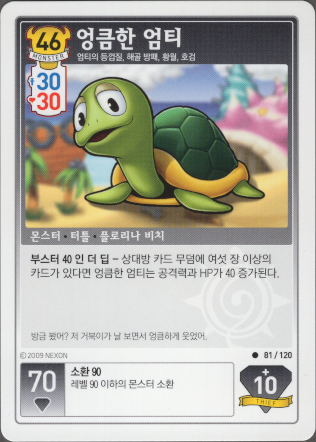 46
MONSTER
엉큼한 엄티
엄티의 등껍질, 해골 방패, 황월, 호검
30
30
몬스터 · 터틀 · 플로리나 비치
부스터 40 인 더 딥 – 상대방 카드 무덤에 여섯 장 이상의
카드가 있다면 엉큼한 엄티는 공격력과 HP가 40 증가된다.
방금 봤어? 저 거북이가 날 보면서 엉큼하게 웃었어.
© 2009 NEXON
● 81 / 120
70
소환 90
레벨 90 이하의 몬스터 소환
+
10
THIEF